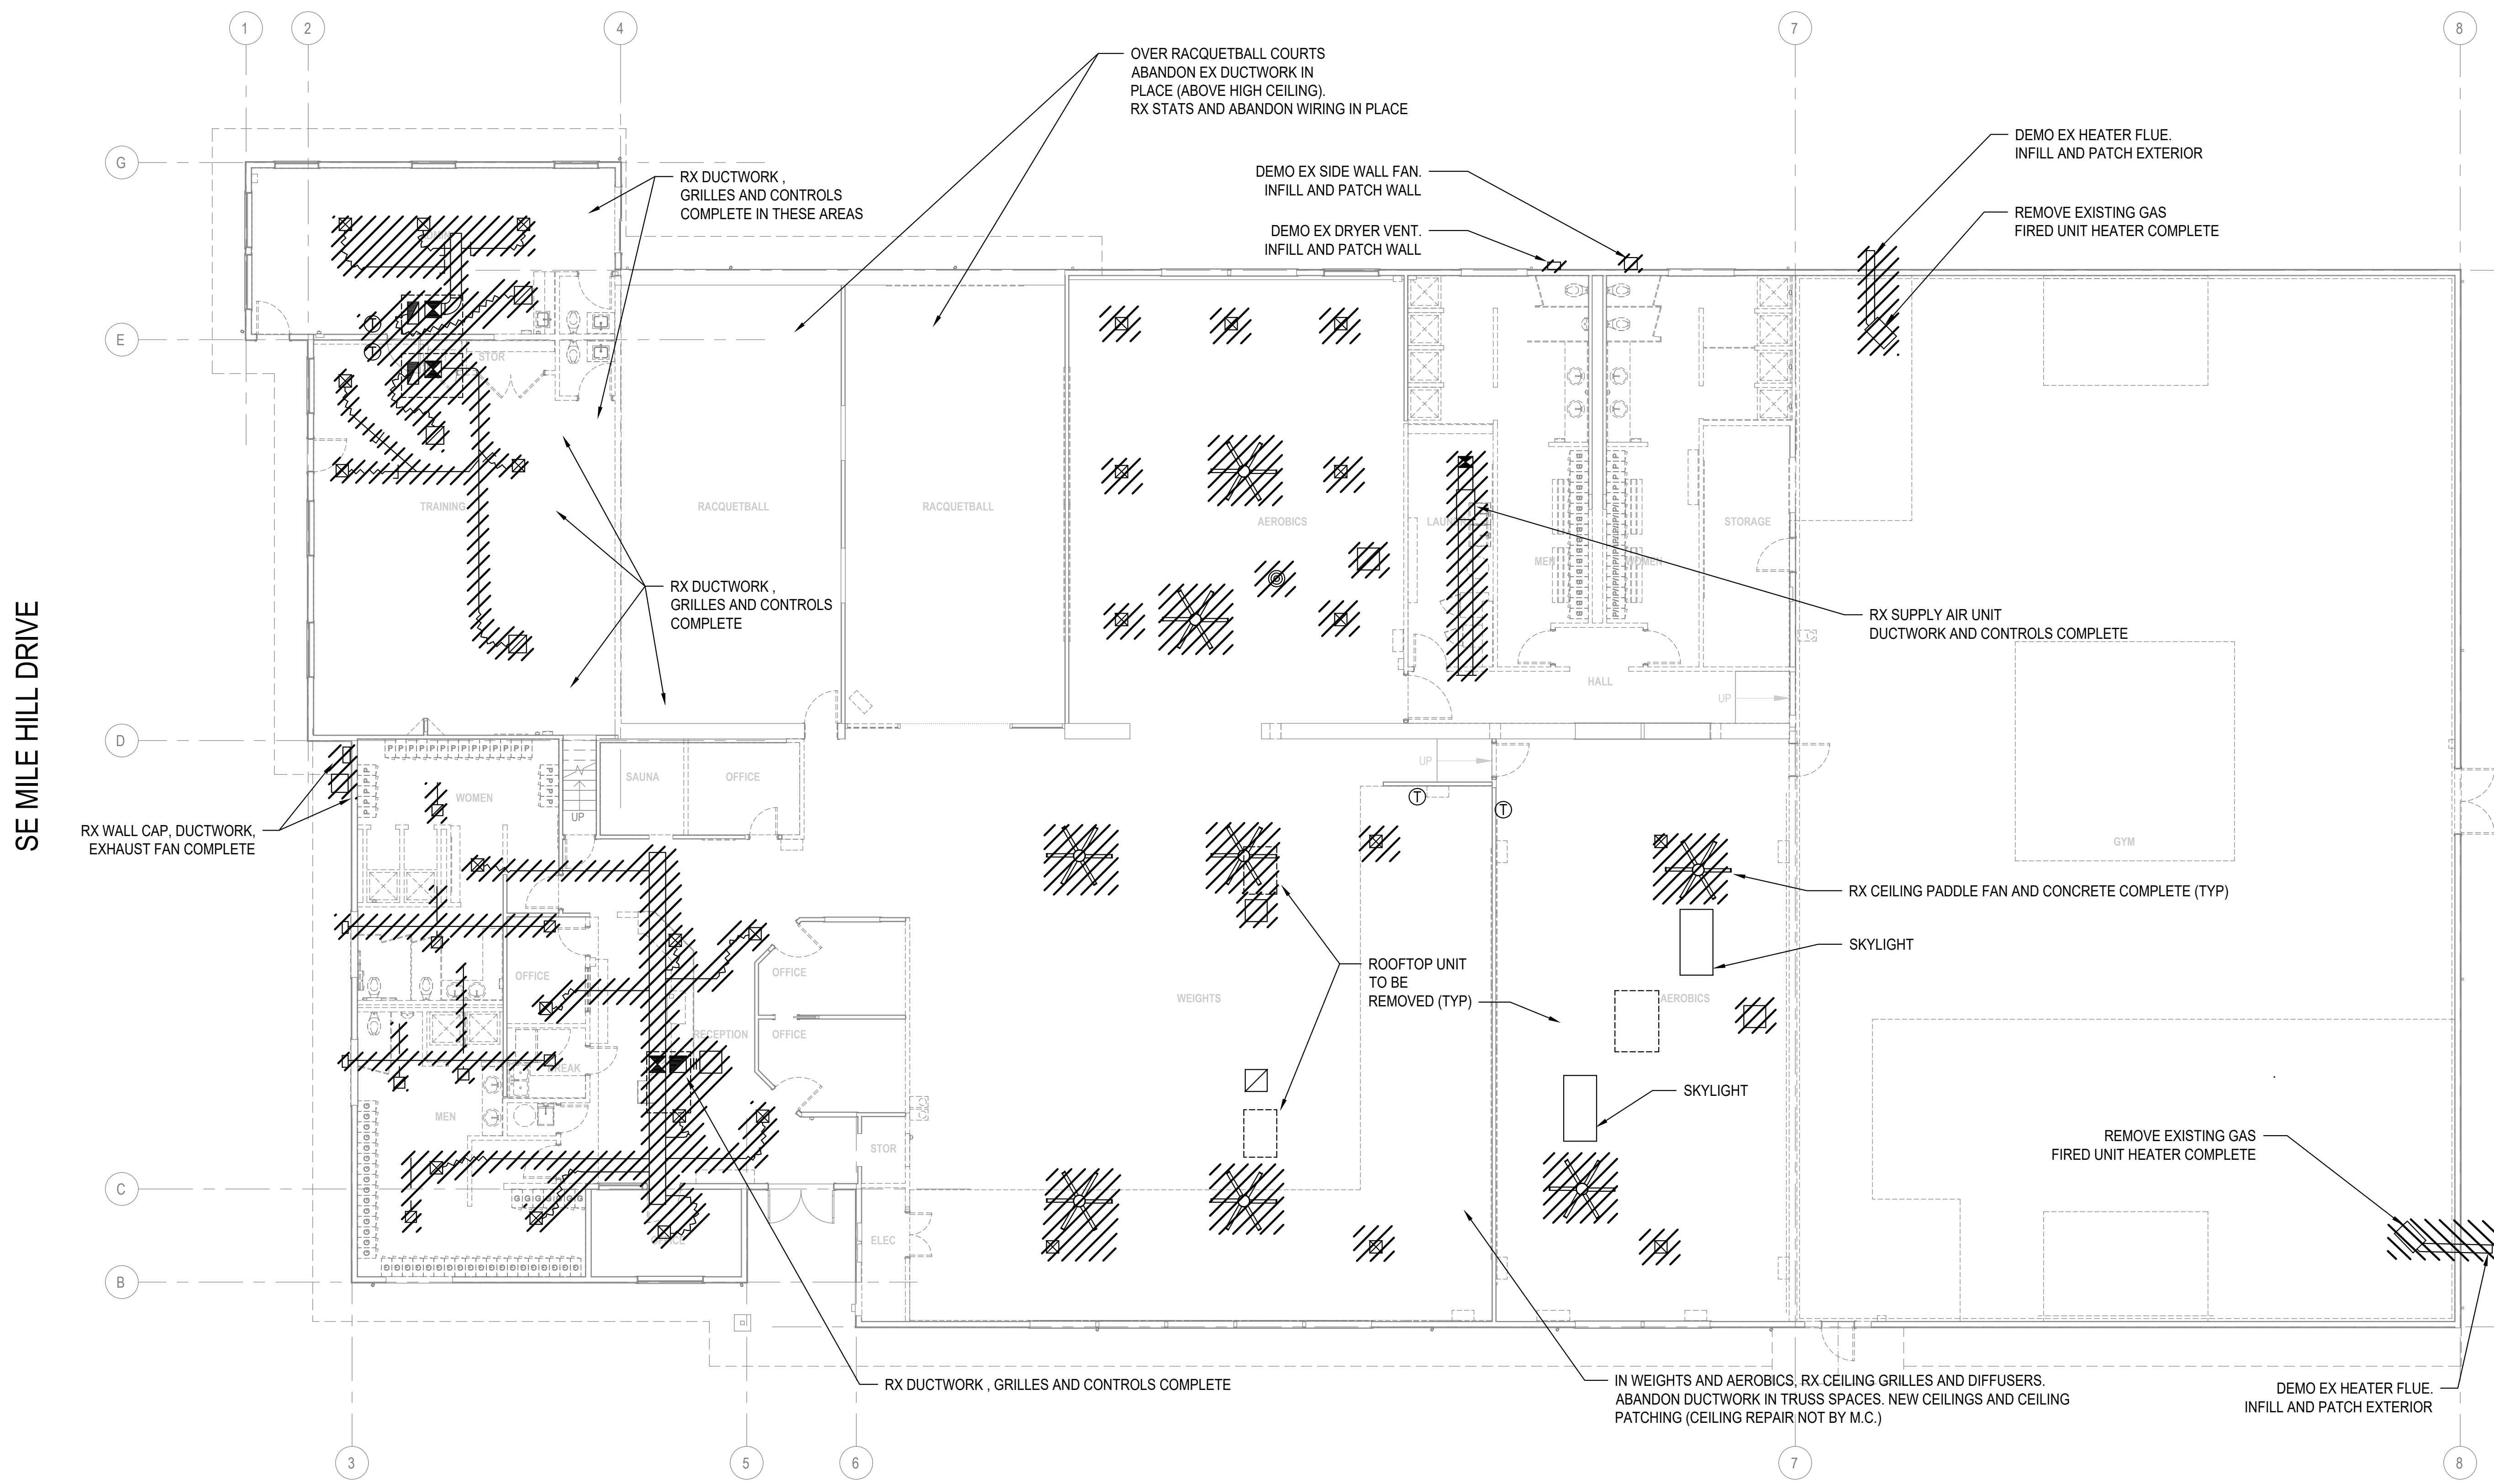 1
2
4
7
8
OVER RACQUETBALL COURTS
ABANDON EX DUCTWORK IN
PLACE (ABOVE HIGH CEILING).
RX STATS AND ABANDON WIRING IN PLACE
G
RX DUCTWORK ,
GRILLES AND CONTROLS
COMPLETE IN THESE AREAS
DEMO EX SIDE WALL FAN.
INFILL AND PATCH WALL
DEMO EX DRYER VENT.
INFILL AND PATCH WALL
DEMO EX HEATER FLUE.
INFILL AND PATCH EXTERIOR
REMOVE EXISTING GAS
FIRED UNIT HEATER COMPLETE
E
T
T
STOR
TRAINING
RACQUETBALL
RACQUETBALL
AEROBICS
MEN
WOMEN
STORAGE
RX DUCTWORK ,
GRILLES AND CONTROLS
COMPLETE
RX SUPPLY AIR UNIT
DUCTWORK AND CONTROLS COMPLETE
HALL
UP
SE MILE HILL DRIVE
D
P P P P P P P P P P P P P P
SAUNA
OFFICE
UP
WOMEN
UP
T
T
GYM
RX WALL CAP, DUCTWORK,
EXHAUST FAN COMPLETE
RX CEILING PADDLE FAN AND CONCRETE COMPLETE (TYP)
SKYLIGHT
OFFICE
OFFICE
ROOFTOP UNIT
TO BE
REMOVED (TYP)
WEIGHTS
AEROBICS
RECEPTION
OFFICE
BREAK
SKYLIGHT
MEN
STOR
REMOVE EXISTING GAS
FIRED UNIT HEATER COMPLETE
C
G G G G G G G
ELEC
B
RX DUCTWORK , GRILLES AND CONTROLS COMPLETE
IN WEIGHTS AND AEROBICS, RX CEILING GRILLES AND DIFFUSERS.
ABANDON DUCTWORK IN TRUSS SPACES. NEW CEILINGS AND CEILING
PATCHING (CEILING REPAIR NOT BY M.C.)
DEMO EX HEATER FLUE.
INFILL AND PATCH EXTERIOR
3
5
6
7
8